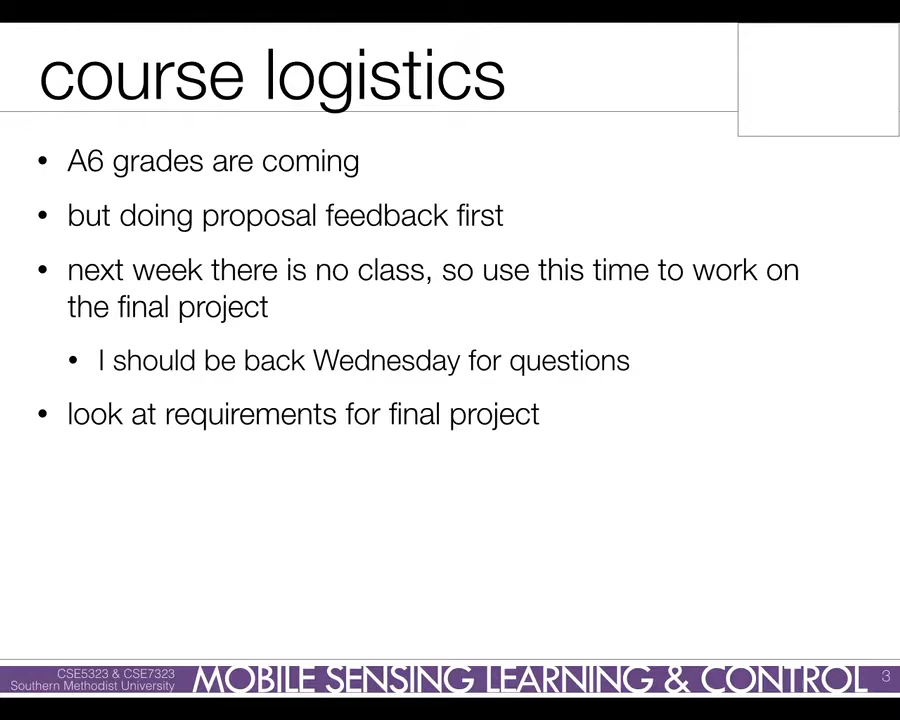 course logistics
• A6 grades are coming
• but doing proposal feedback first
• next week there is no class, so use this time to work on
the final project
• I should be back Wednesday for questions
• look at requirements for final project
CSE5323 & CSE7323
Southern Methodist University
MOBILE SENSING LEARNING & CONTROL
3